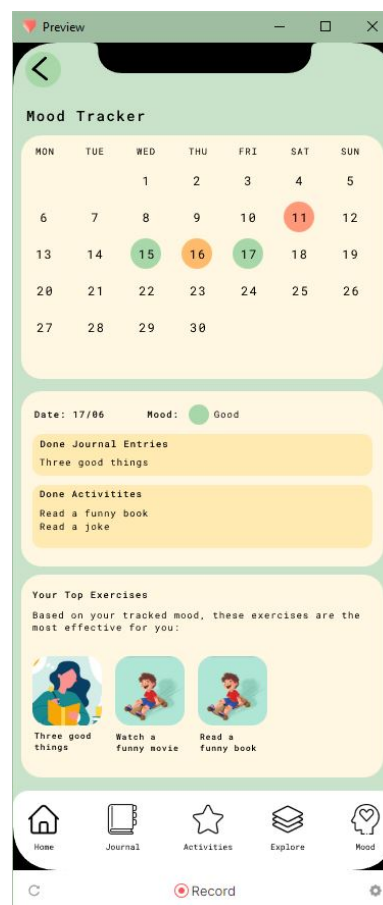 Preview
Mood Tracker
MON TUE WED THU FRI SAT SUN
1 2 3 4 5
6 7 8 9 10 11 12
13 14 15 16 17 18 19
20 21 22 23 24 25 26
27 28 29 30
Date: 17/06 Mood: Good
Done Journal Entries
Three good things
Done Activitites
Read a funny book
Read a joke
Your Top Exercises
Based on your tracked mood, these exercises are the
most effective for you:
Three good things
Watch a funny movie
Read a funny book
Home Journal Activities Explore Mood
Record